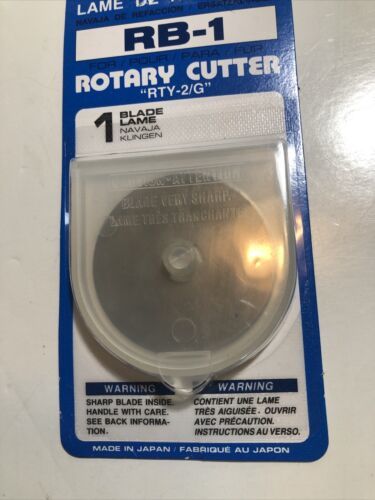 LAME DE
NAVAJA DE REFACCIÓN / ERSATZ
RB-1
FOR / POUR / PARA / FÜR
ROTARY CUTTER
"RTY-2/G"
1 BLADE
LAME
NAVAJA
KLINGEN
ATTENTION
BLADE VERY SHARP.
LAME TRÈS TRANCHANTE
WARNING
SHARP BLADE INSIDE.
HANDLE WITH CARE.
SEE BACK INFORMA-
TION.
WARNING
CONTIENT UNE LAME
TRÈS AIGUISÉE. OUVRIR
AVEC PRÉCAUTION.
INSTRUCTIONS AU VERSO.
MADE IN JAPAN / FABRIQUÉ AU JAPON